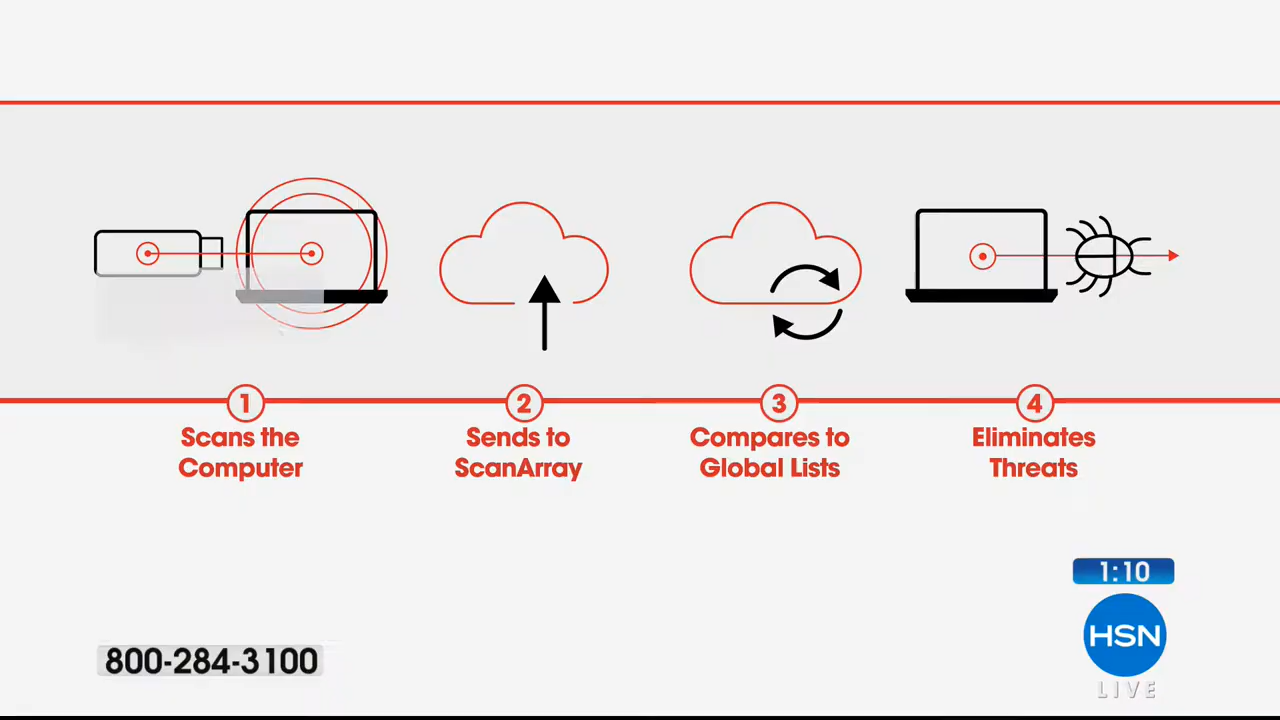 1
Scans the
Computer
2
Sends to
ScanArray
3
Compares to
Global Lists
4
Eliminates
Threats
1:10
HSN
LIVE
800-284-3100